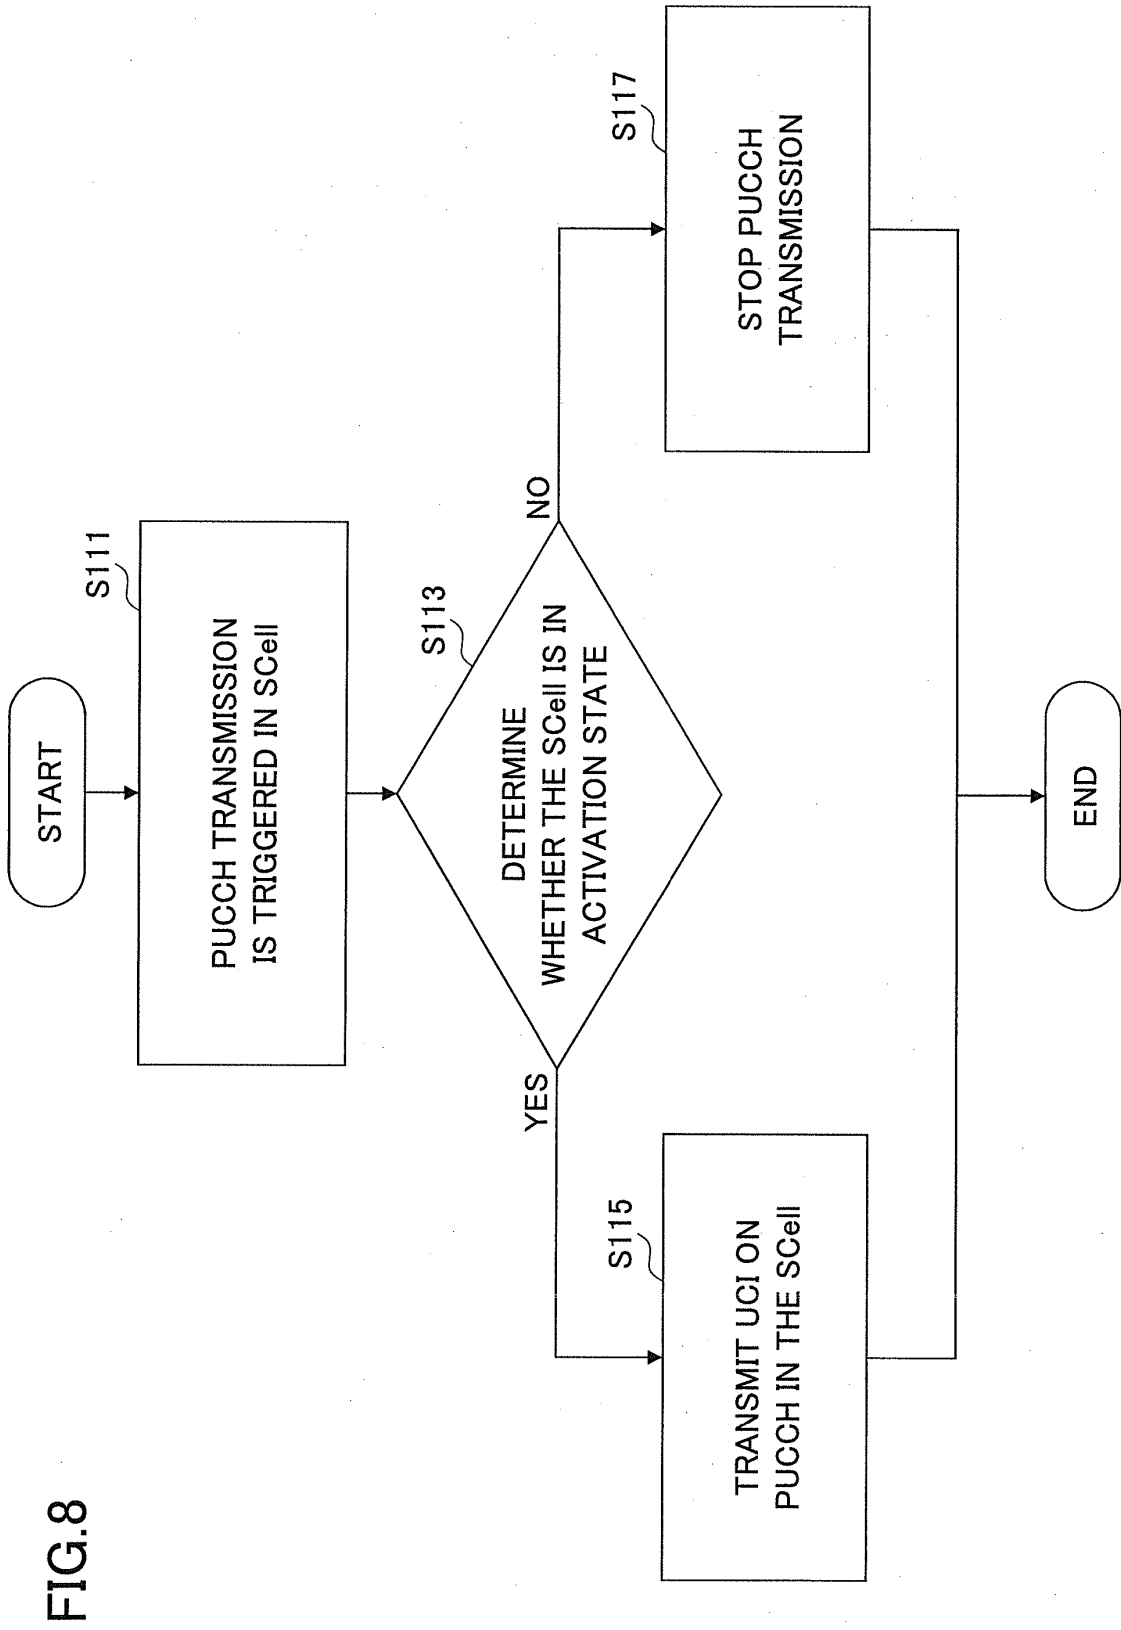 FIG.8
START
S111
PUCCH TRANSMISSION
IS TRIGGERED IN SCell
S113
DETERMINE
WHETHER THE SCell IS IN
ACTIVATION STATE
YES
NO
S115
TRANSMIT UCI ON
PUCCH IN THE SCell
S117
STOP PUCCH
TRANSMISSION
END